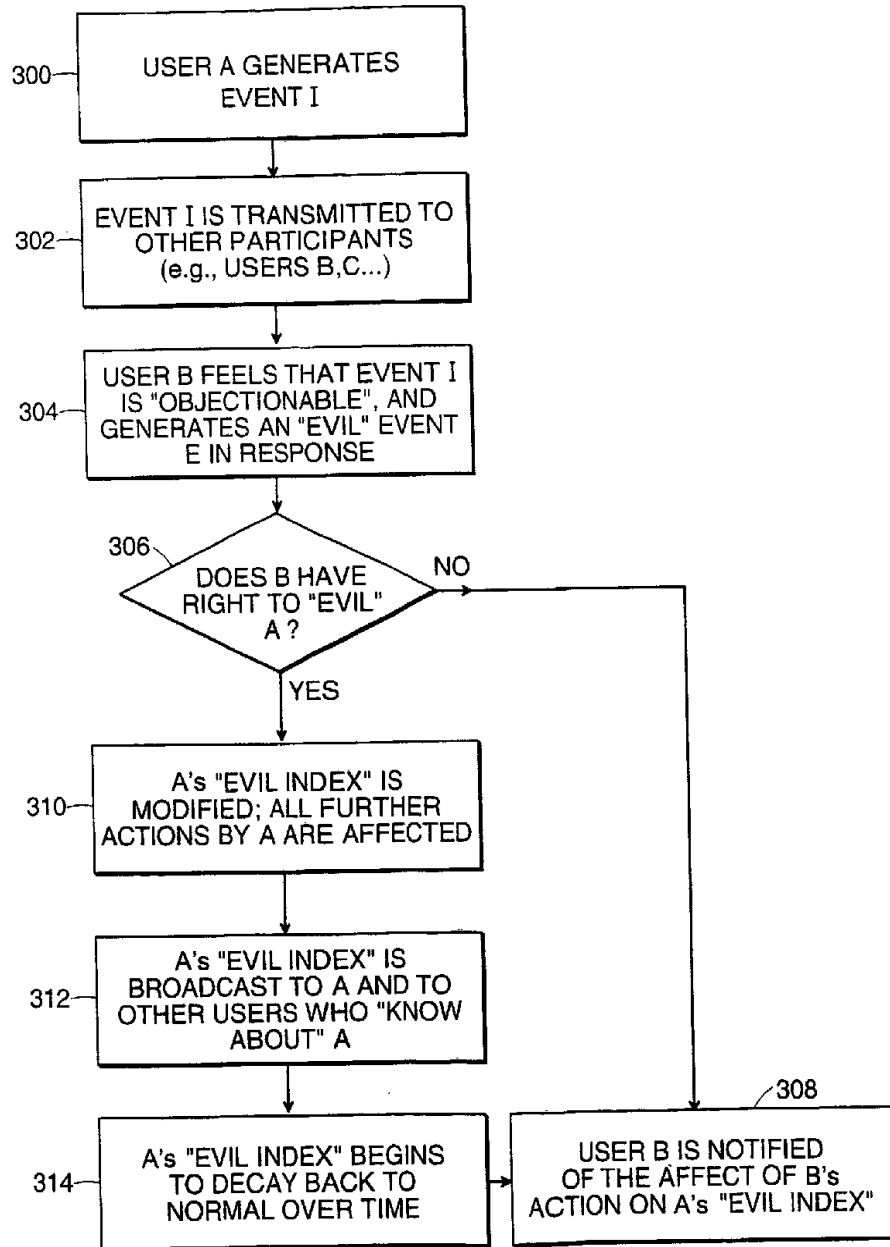 300
USER A GENERATES
EVENT I
302
EVENT I IS TRANSMITTED TO
OTHER PARTICIPANTS
(e.g., USERS B,C...)
304
USER B FEELS THAT EVENT I
IS "OBJECTIONABLE", AND
GENERATES AN "EVIL" EVENT
E IN RESPONSE
306
DOES B HAVE
RIGHT TO "EVIL"
A ?
NO
YES
310
A's "EVIL INDEX" IS
MODIFIED; ALL FURTHER
ACTIONS BY A ARE AFFECTED
312
A's "EVIL INDEX" IS
BROADCAST TO A AND TO
OTHER USERS WHO "KNOW
ABOUT" A
314
A's "EVIL INDEX" BEGINS
TO DECAY BACK TO
NORMAL OVER TIME
308
USER B IS NOTIFIED
OF THE AFFECT OF B's
ACTION ON A's "EVIL INDEX"